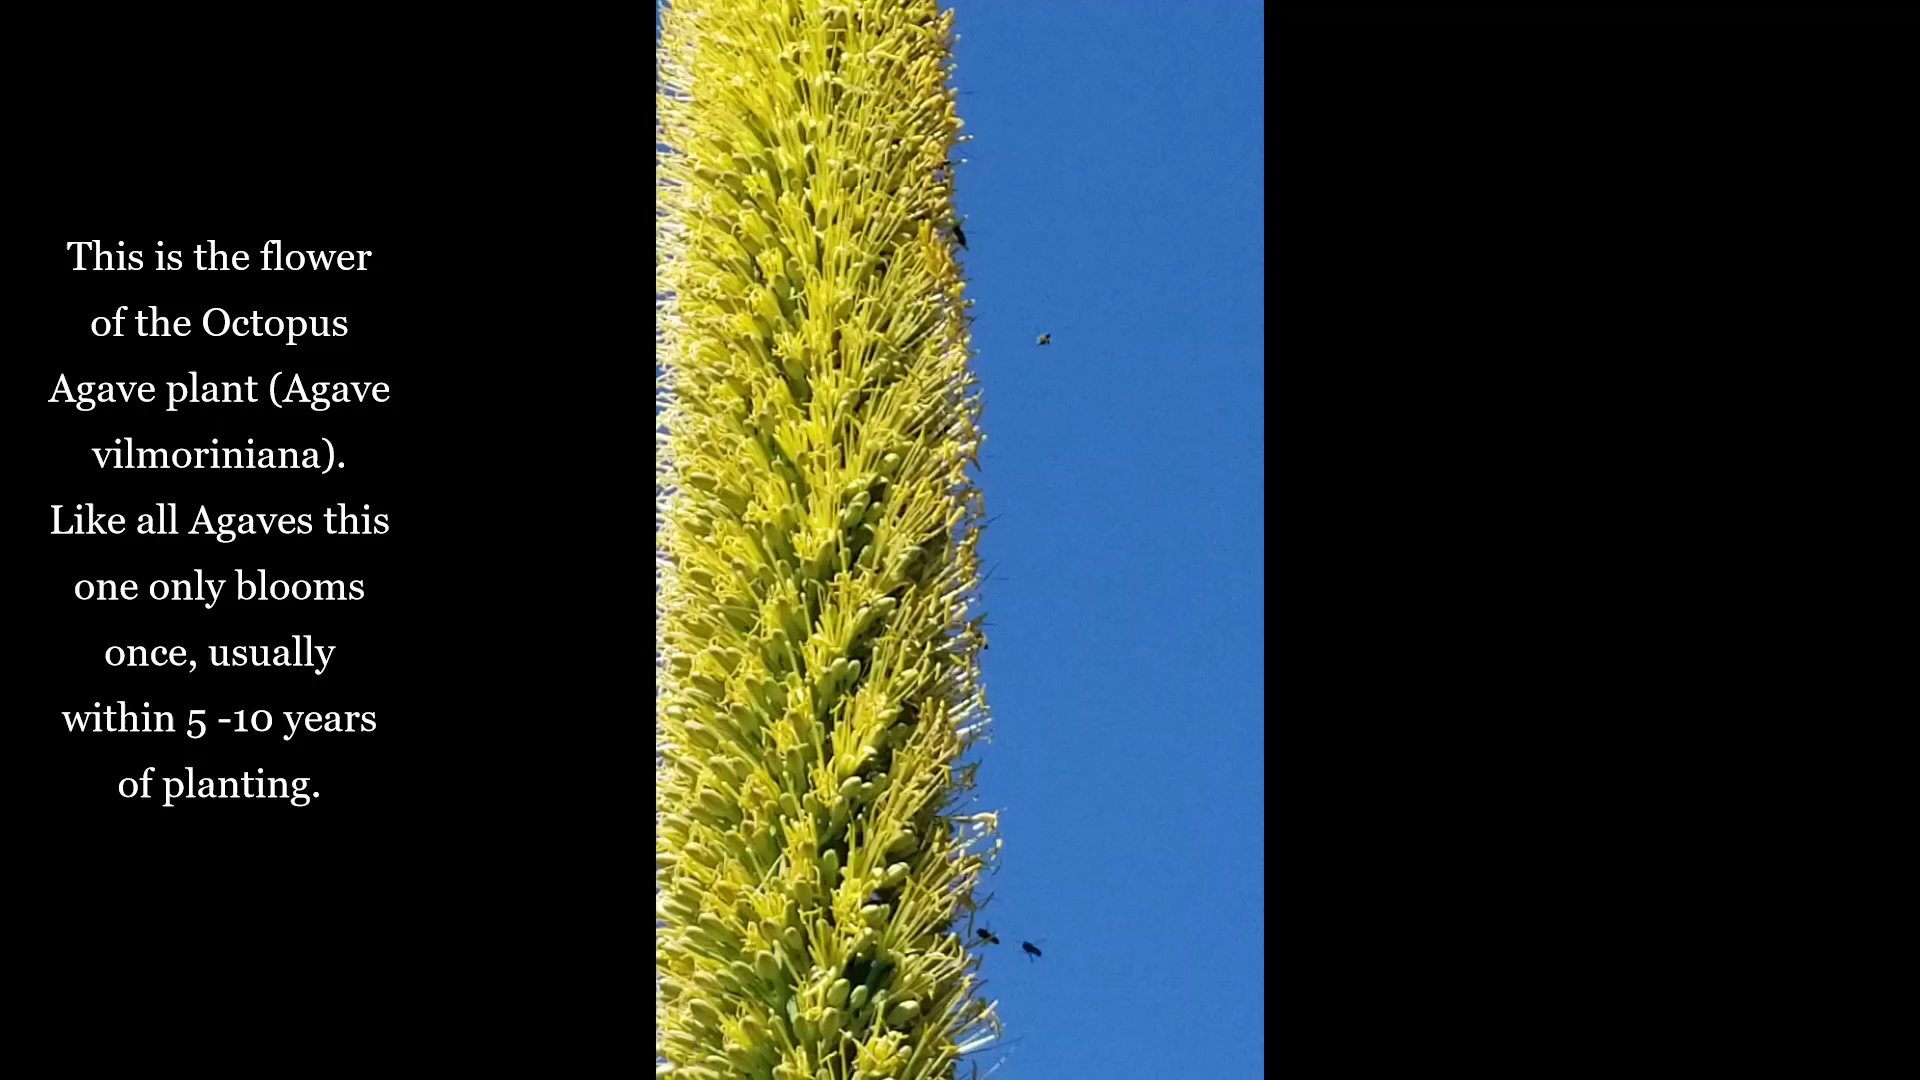 This is the flower
of the Octopus
Agave plant (Agave
vilmoriniana).
Like all Agaves this
one only blooms
once, usually
within 5 -10 years
of planting.